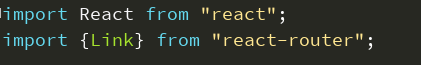 import React from "react";
import {Link} from "react-router";